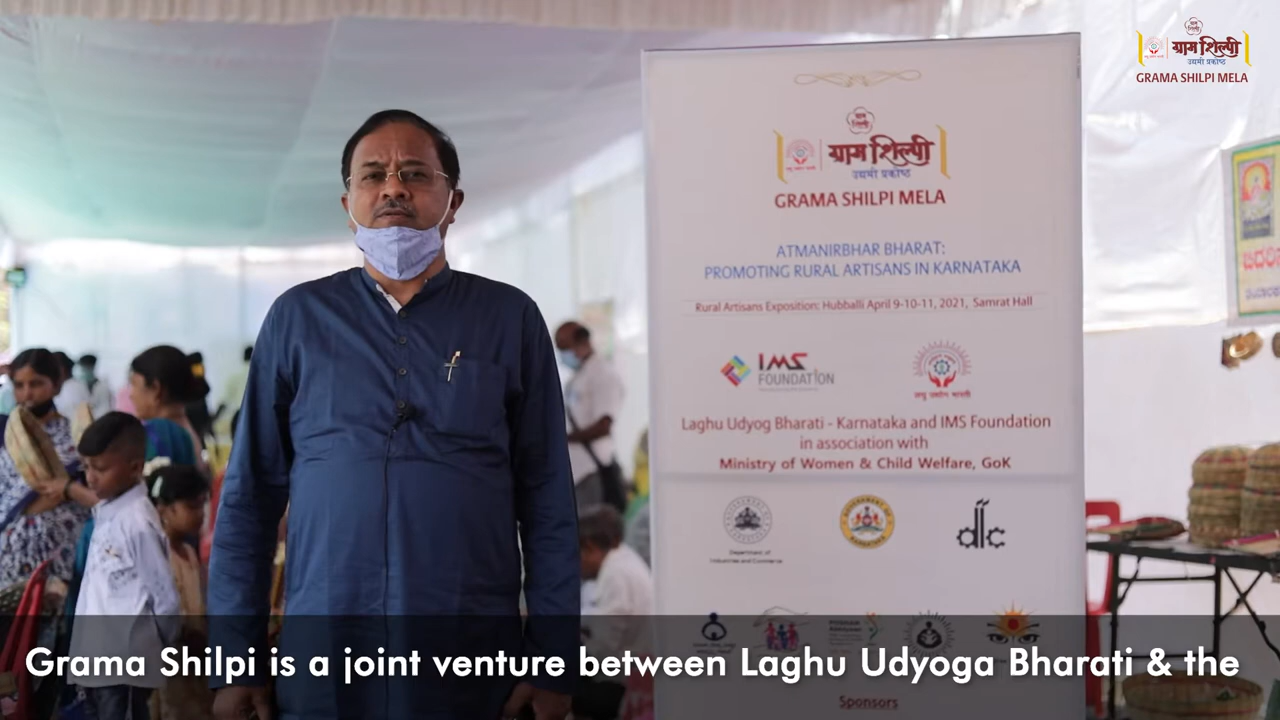 ग्राम शिल्पी
उद्यमी प्रकोष्ठ
GRAMA SHILPI MELA
ग्राम शिल्पी
उद्यमी प्रकोष्ठ
GRAMA SHILPI MELA
ATMANIRBHAR BHARAT:
PROMOTING RURAL ARTISANS IN KARNATAKA
Rural Artisans Exposition: Hubballi April 9-10-11, 2021, Samrat Hall
IMS
FOUNDATION
लघु उद्योग भारती
Laghu Udyog Bharati - Karnataka and IMS Foundation
in association with
Ministry of Women & Child Welfare, GoK
dic
Department of
Industries and Commerce
Grama Shilpi is a joint venture between Laghu Udyoga Bharati & the
Sponsors